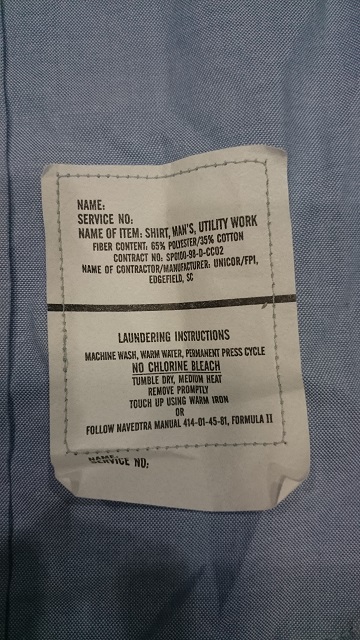 NAME:
SERVICE NO:
NAME OF ITEM: SHIRT, MAN'S, UTILITY WORK
FIBER CONTENT: 65% POLYESTER/35% COTTON
CONTRACT NO: SPO100-98-D-CC02
NAME OF CONTRACTOR/MANUFACTURER: UNICOR/FPI,
EDGEFIELD, SC
LAUNDERING INSTRUCTIONS
MACHINE WASH, WARM WATER, PERMANENT PRESS CYCLE
NO CHLORINE BLEACH
TUMBLE DRY, MEDIUM HEAT
REMOVE PROMPTLY
TOUCH UP USING WARM IRON
OR
FOLLOW NAVEDTRA MANUAL 414-01-45-81, FORMULA II
NAME:
SERVICE NO: